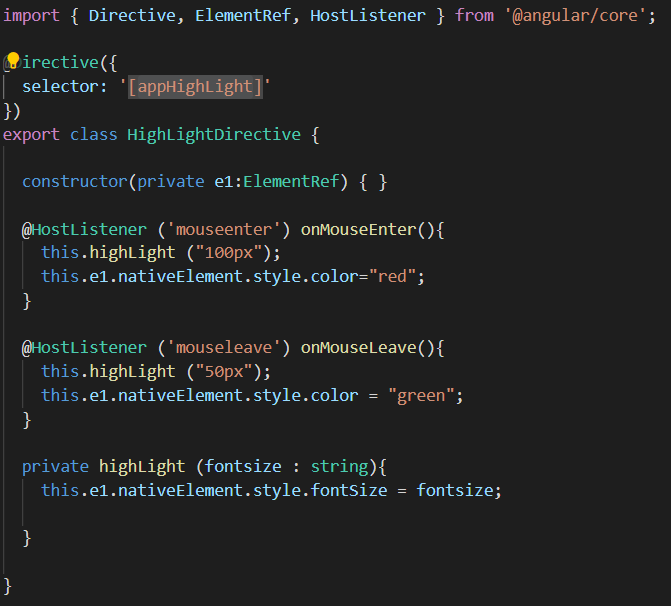 import { Directive, ElementRef, HostListener } from '@angular/core';
@Directive({
  selector: '[appHighLight]'
})
export class HighLightDirective {
  constructor(private e1:ElementRef) { }
  @HostListener ('mouseenter') onMouseEnter(){
    this.highLight ("100px");
    this.e1.nativeElement.style.color="red";
  }
  @HostListener ('mouseleave') onMouseLeave(){
    this.highLight ("50px");
    this.e1.nativeElement.style.color = "green";
  }
  private highLight (fontsize : string){
    this.e1.nativeElement.style.fontSize = fontsize;
  }
}